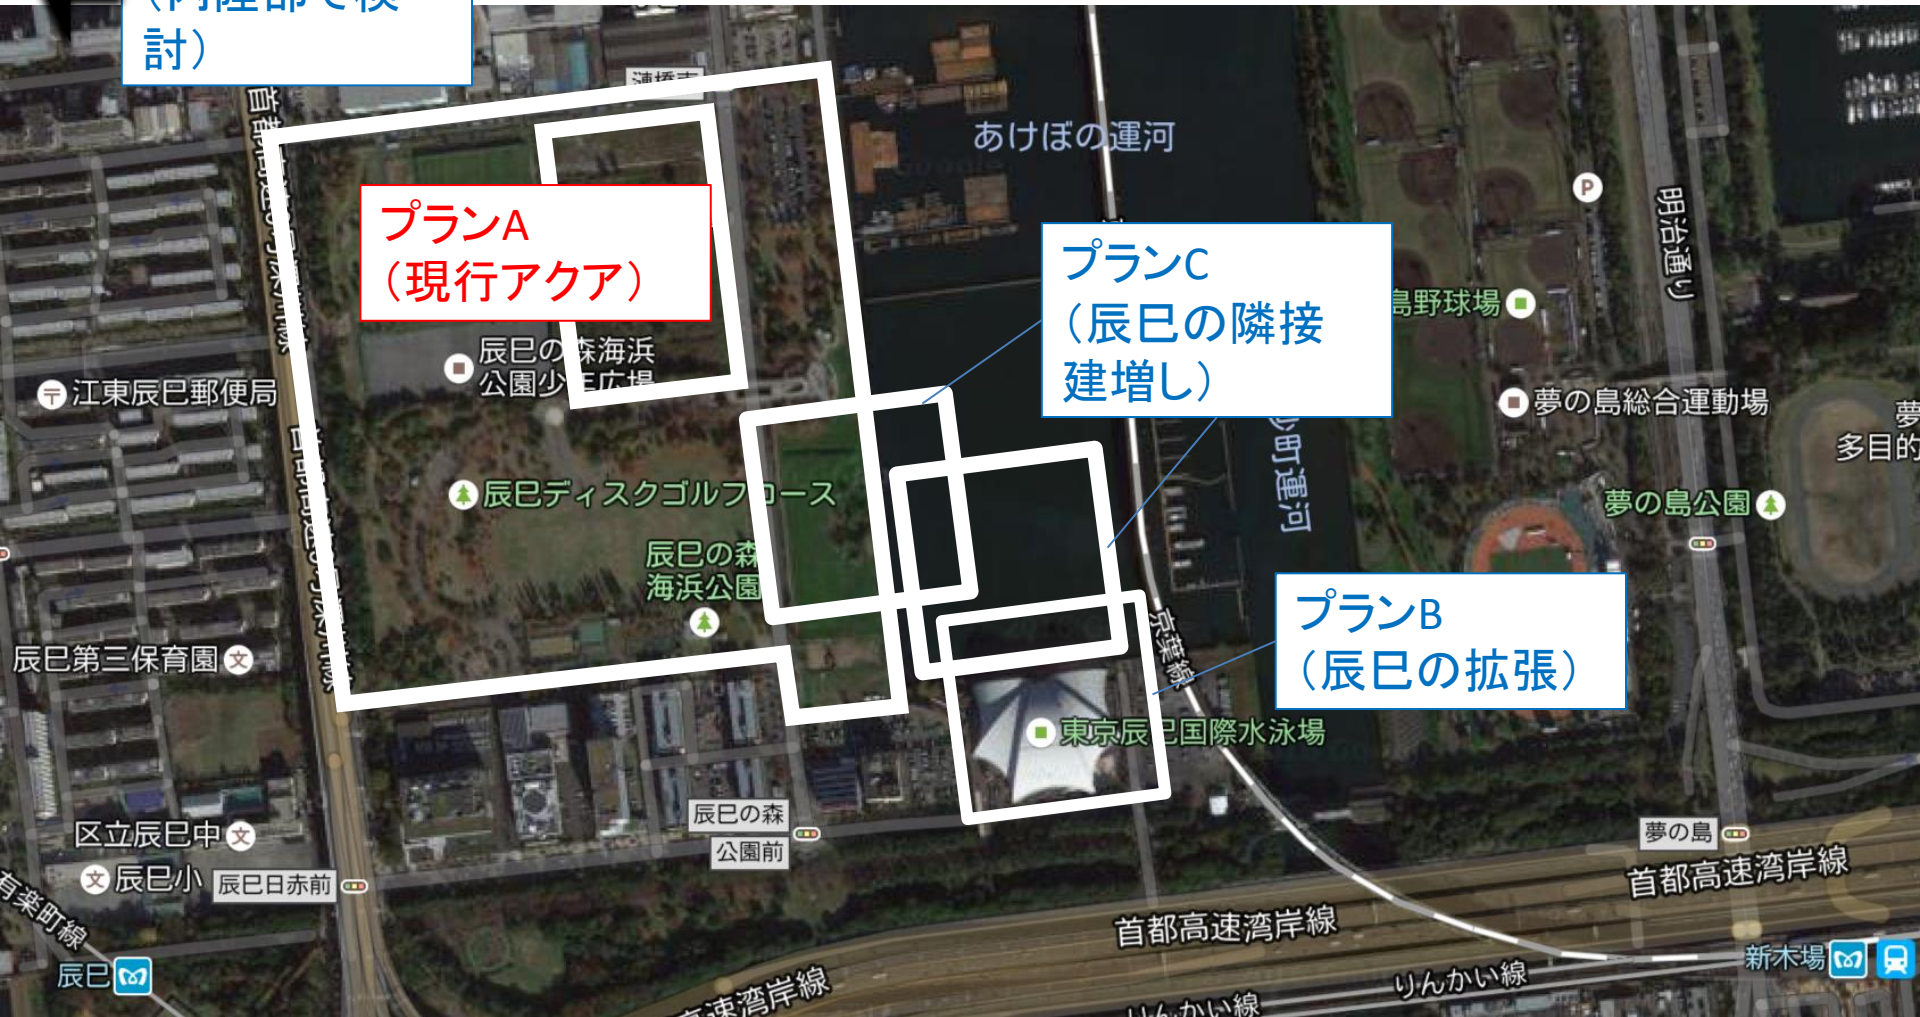 討）
あけぼの運河
プランA
（現行アクア）
プランC
（辰巳の隣接
建増し）
明治通り
島野球場
辰巳の森海浜
公園少年広場
江東辰巳郵便局
夢の島総合運動場
多目的
砂町運河
辰巳ディスクゴルフコース
夢の島公園
辰巳の森
海浜公園
プランB
（辰巳の拡張）
京葉線
辰巳第三保育園
東京辰巳国際水泳場
辰巳の森
公園前
区立辰巳中
夢の島
辰巳小
辰巳日赤前
首都高速湾岸線
首都高速湾岸線
有楽町線
新木場
辰巳
りんかい線
高速湾岸線
りんかい線